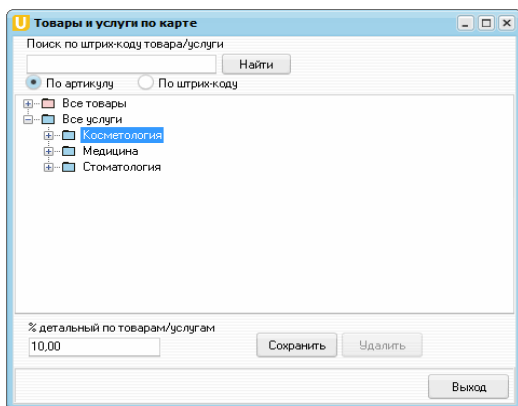 U Товары и услуги по карте
Поиск по штрих-коду товара/услуги
Найти
По артикулу По штрих-коду
Все товары
Все услуги
Косметология
Медицина
Стоматология
% детальный по товарам/услугам
10,00 Сохранить Удалить
Выход